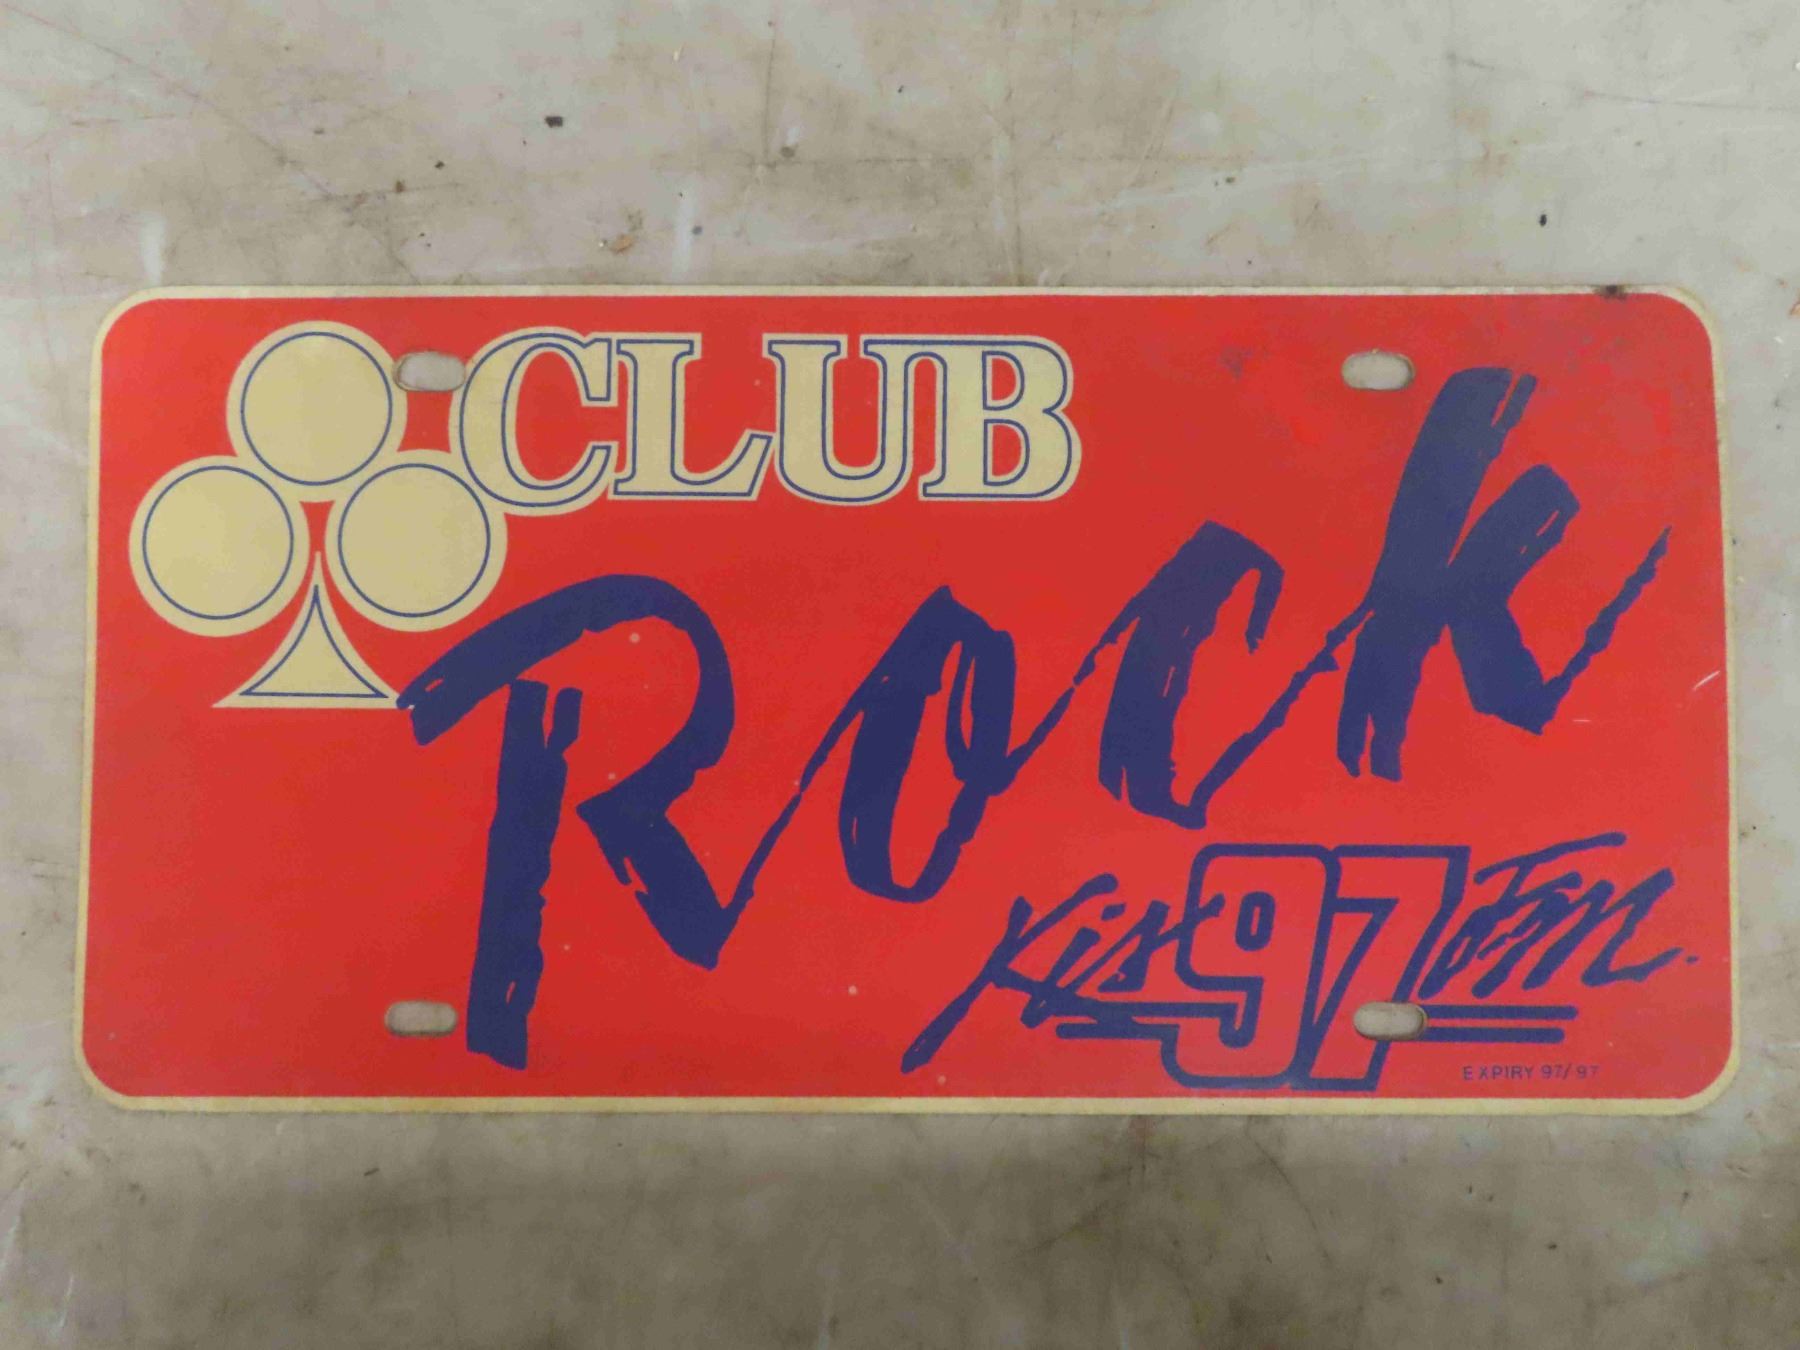 CLUB
Rock
Kiss 97 FM.
EXPIRY 97/97